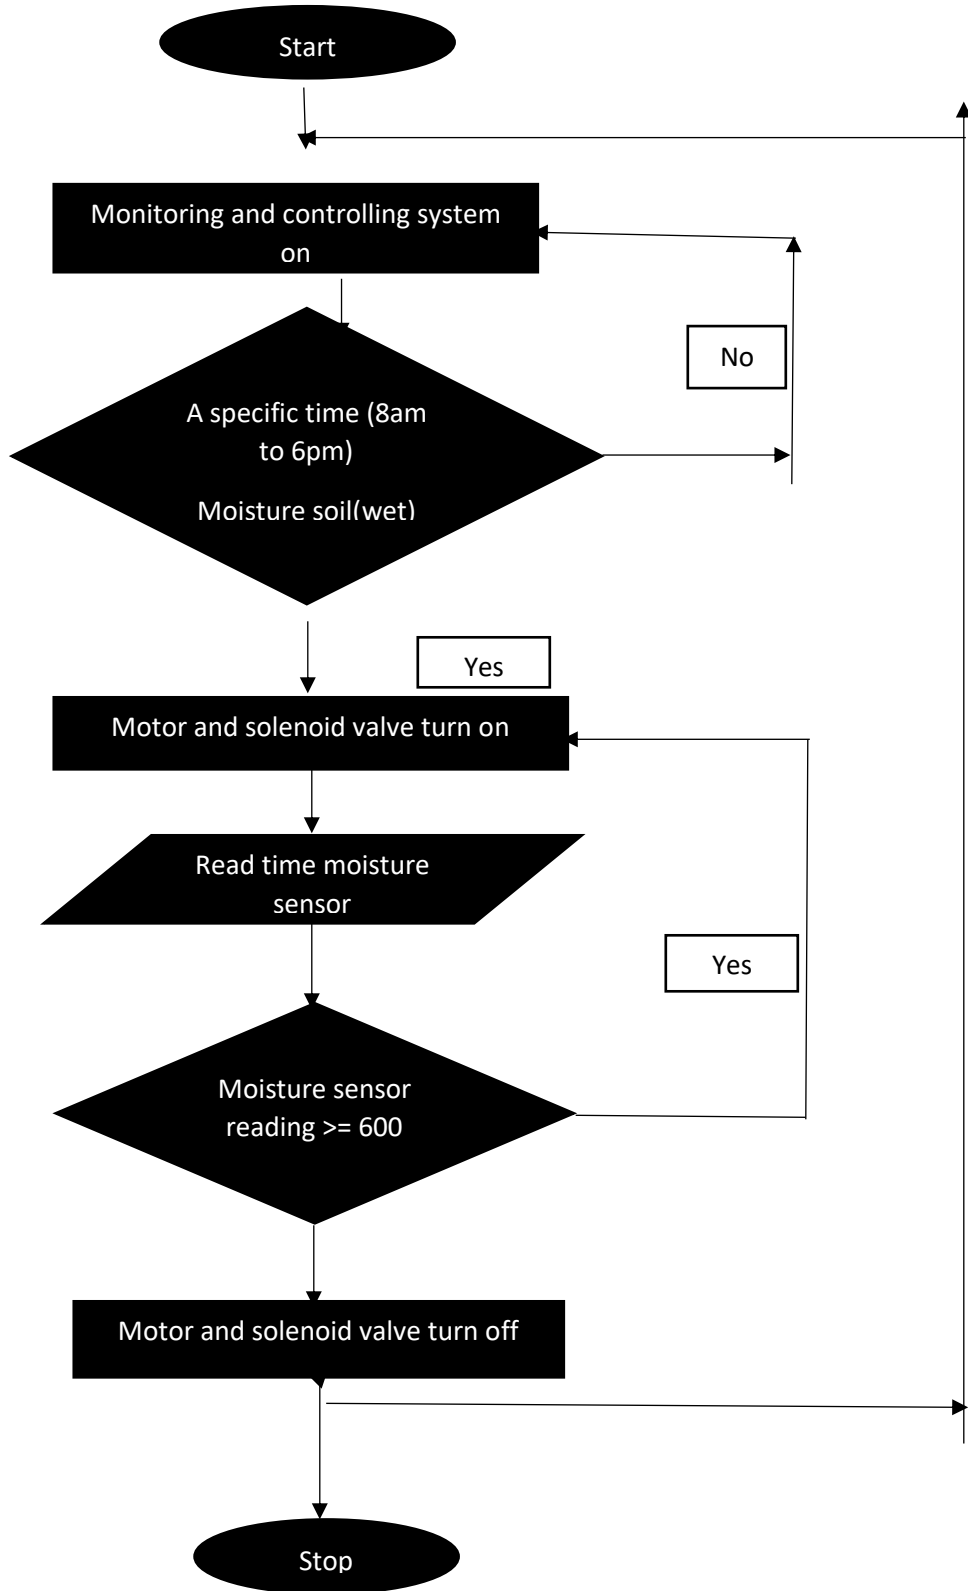 Start
Monitoring and controlling system
on
No
A specific time (8am
to 6pm)
Moisture soil(wet)
Yes
Motor and solenoid valve turn on
Read time moisture
sensor
Yes
Moisture sensor
reading >= 600
Motor and solenoid valve turn off
Stop